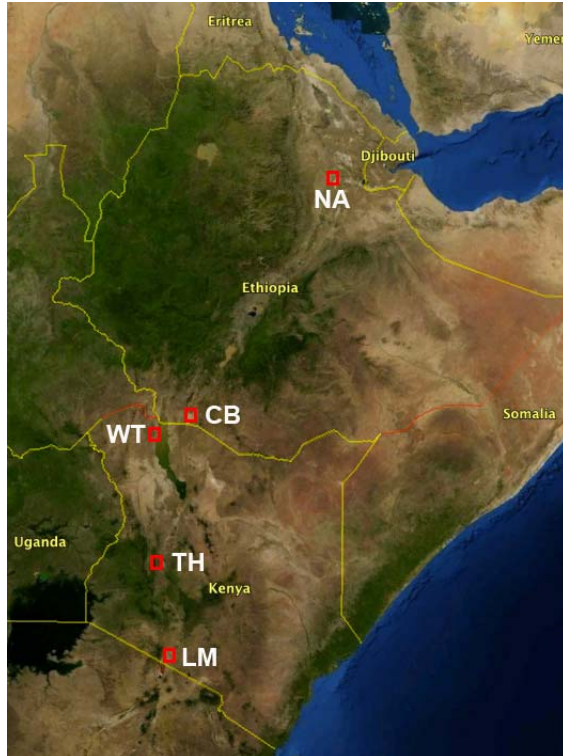 Eritrea
Yemen
Djibouti
NA
Ethiopia
CB
Somalia
WT
Uganda
TH
Kenya
LM